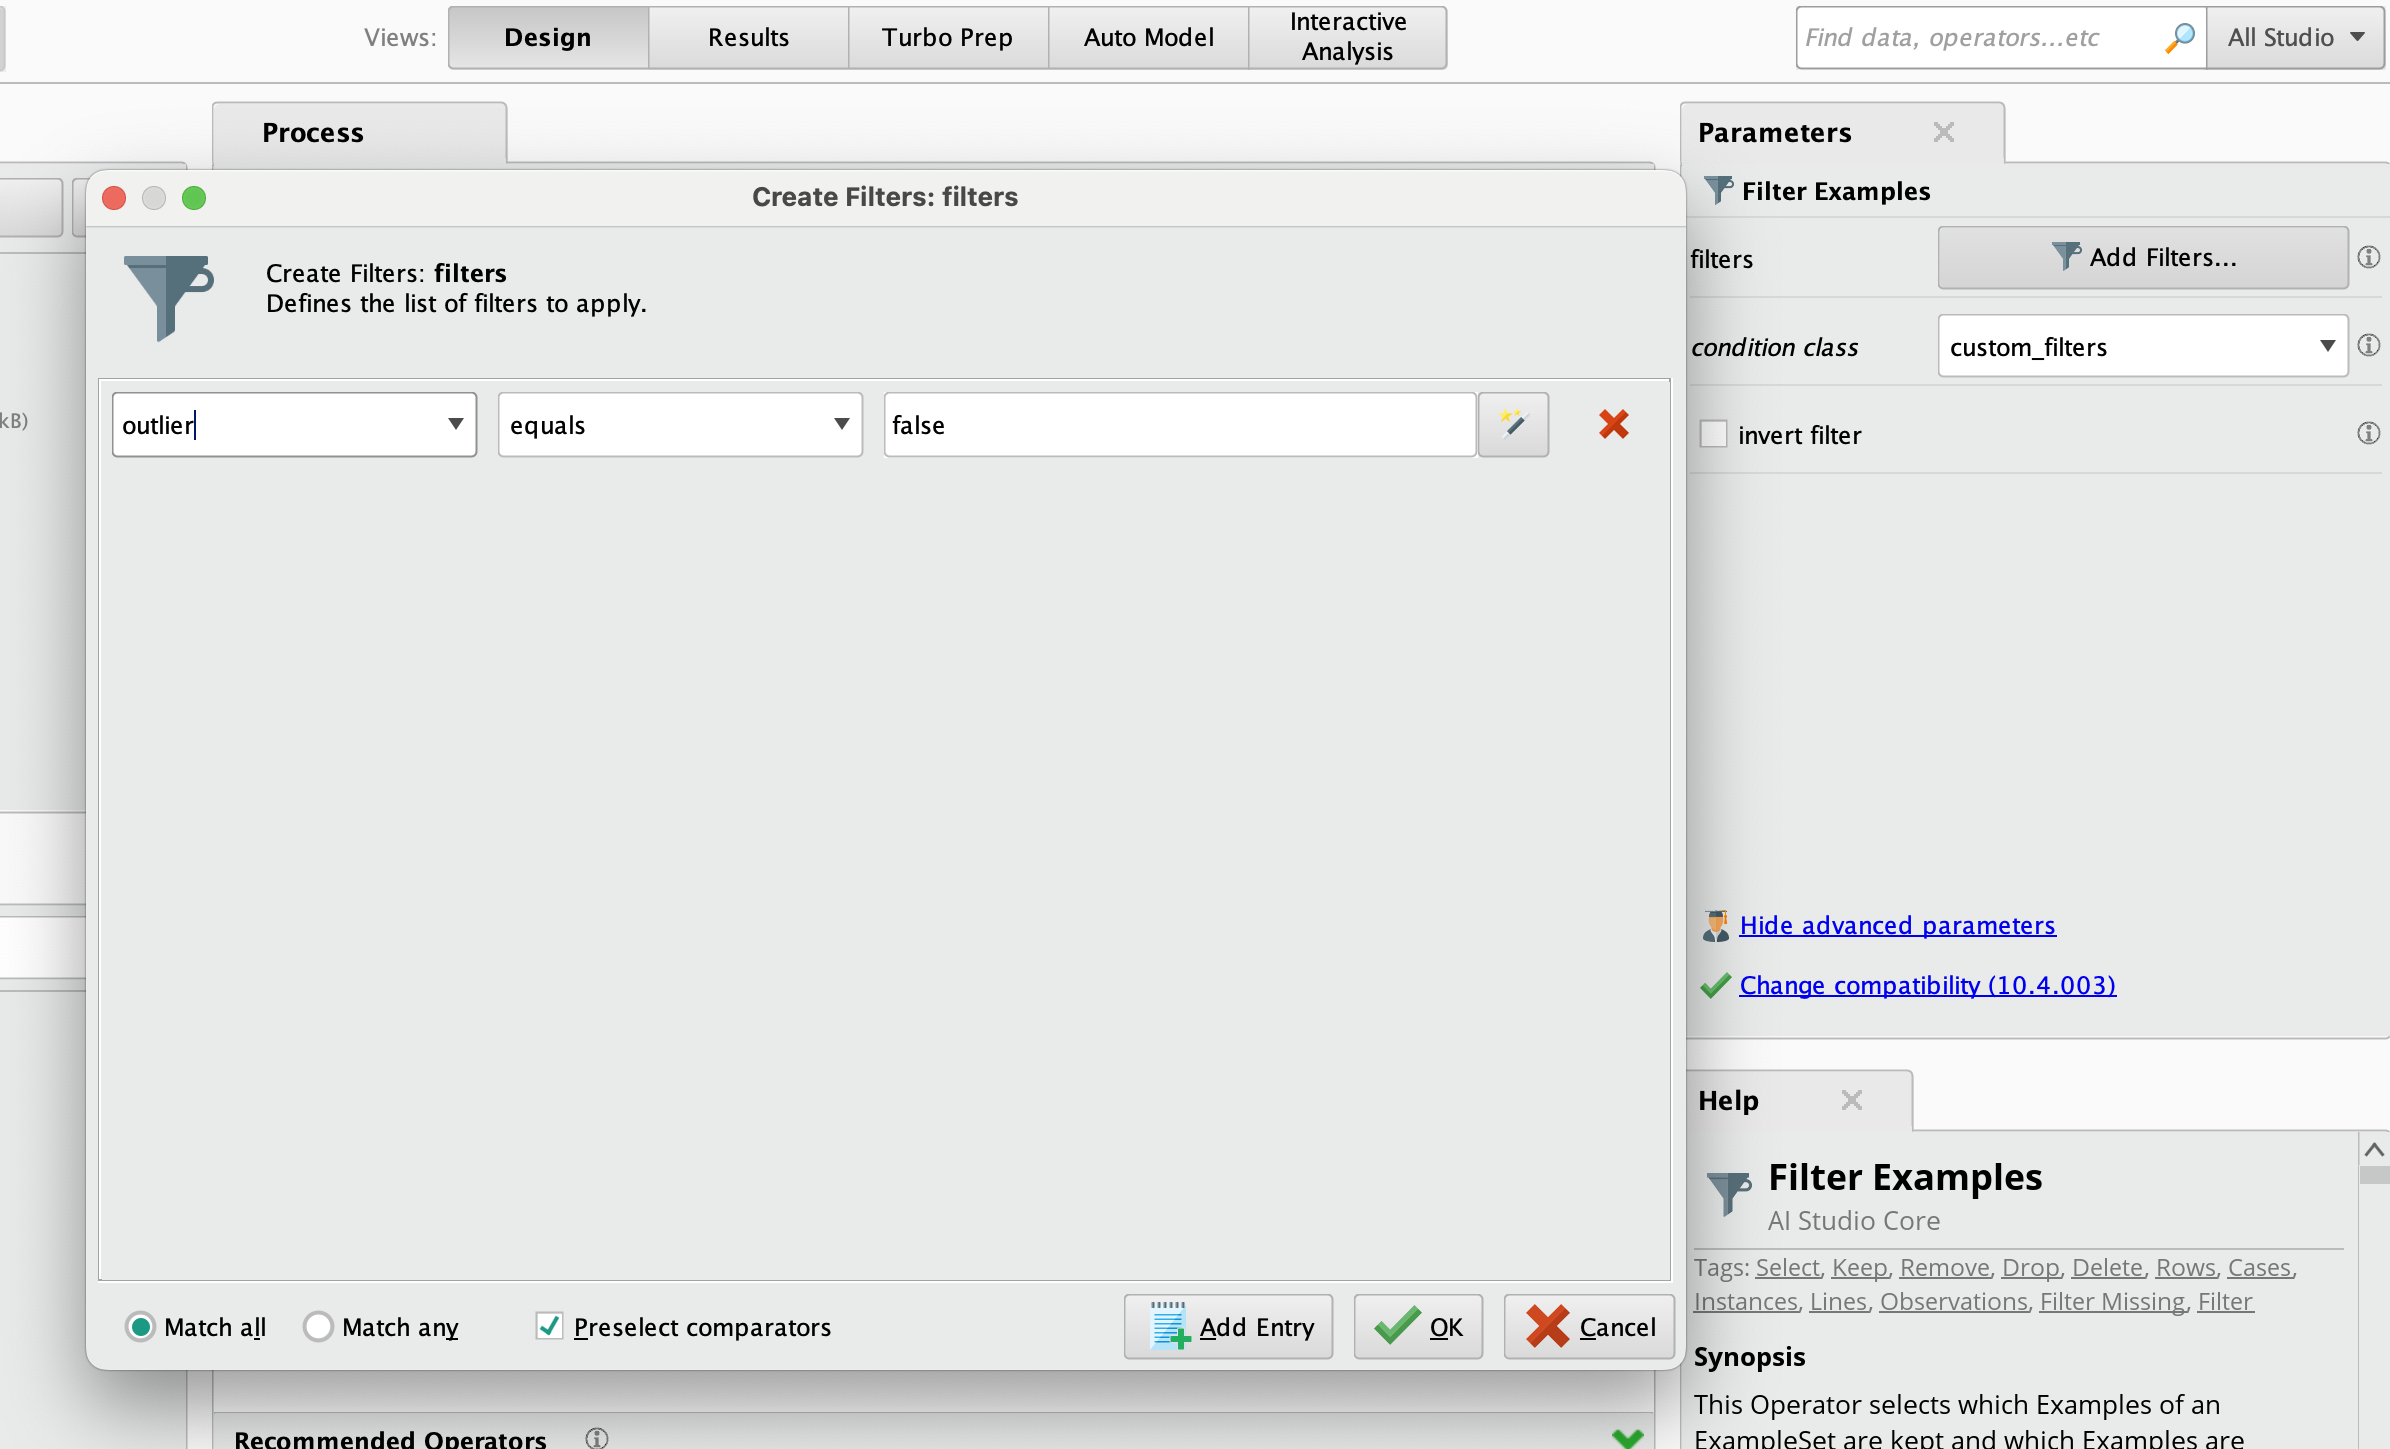 Views:
Design
Results
Turbo Prep
Auto Model
Interactive
Analysis
Find data, operators...etc
All Studio
Process
Parameters
Create Filters: filters
Filter Examples
Create Filters: filters
Defines the list of filters to apply.
filters
Add Filters...
condition class
custom_filters
kB)
outlier
equals
false
invert filter
Hide advanced parameters
Change compatibility (10.4.003)
Help
Filter Examples
AI Studio Core
Tags: Select, Keep, Remove, Drop, Delete, Rows, Cases,
Instances, Lines, Observations, Filter Missing, Filter
Match all
Match any
Preselect comparators
Add Entry
OK
Cancel
Synopsis
This Operator selects which Examples of an
ExampleSet are kept and which Examples are
Recommended Operators